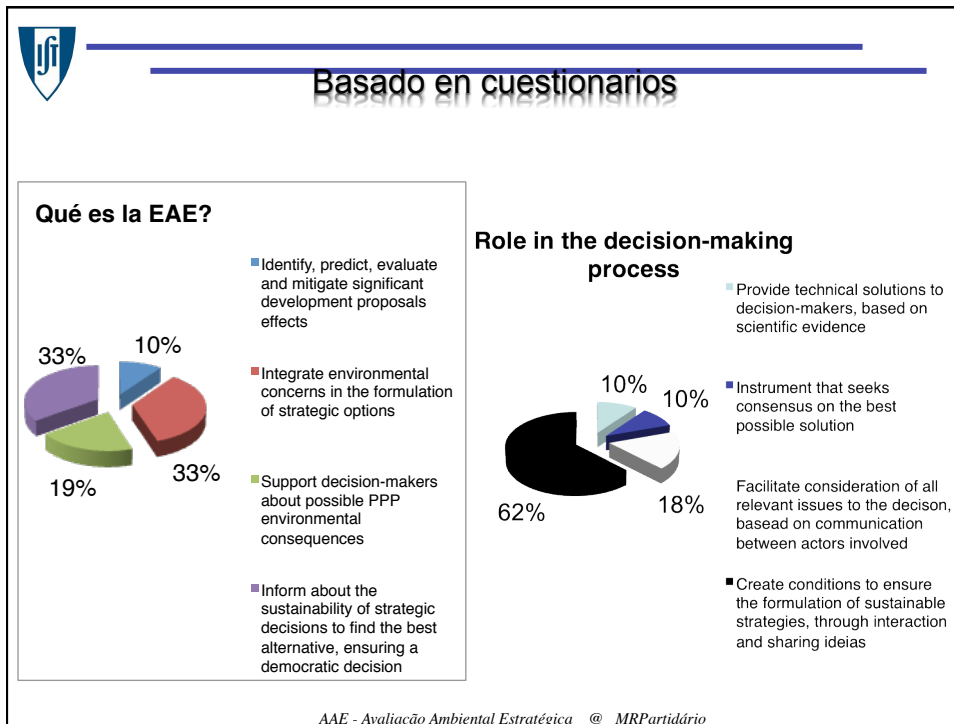 IST
Basado en cuestionarios
Qué es la EAE?
33%
10%
19%
33%
Identify, predict, evaluate
and mitigate significant
development proposals
effects
Integrate environmental
concerns in the formulation
of strategic options
Support decision-makers
about possible PPP
environmental
consequences
Inform about the
sustainability of strategic
decisions to find the best
alternative, ensuring a
democratic decision
Role in the decision-making
process
10%
10%
62%
18%
Provide technical solutions to
decision-makers, based on
scientific evidence
Instrument that seeks
consensus on the best
possible solution
Facilitate consideration of all
relevant issues to the decison,
basead on communication
between actors involved
Create conditions to ensure
the formulation of sustainable
strategies, through interaction
and sharing ideias
AAE - Avaliação Ambiental Estratégica @ MRPartidário